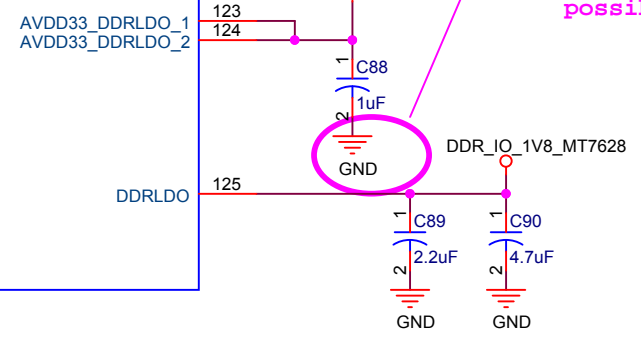 possil
123
AVDD33_DDRLDO_1
124
AVDD33_DDRLDO_2
1
C88
1uF
2
GND
DDR_IO_1V8_MT7628
125
DDRLDO
1
C89
2.2uF
2
GND
1
C90
4.7uF
2
GND